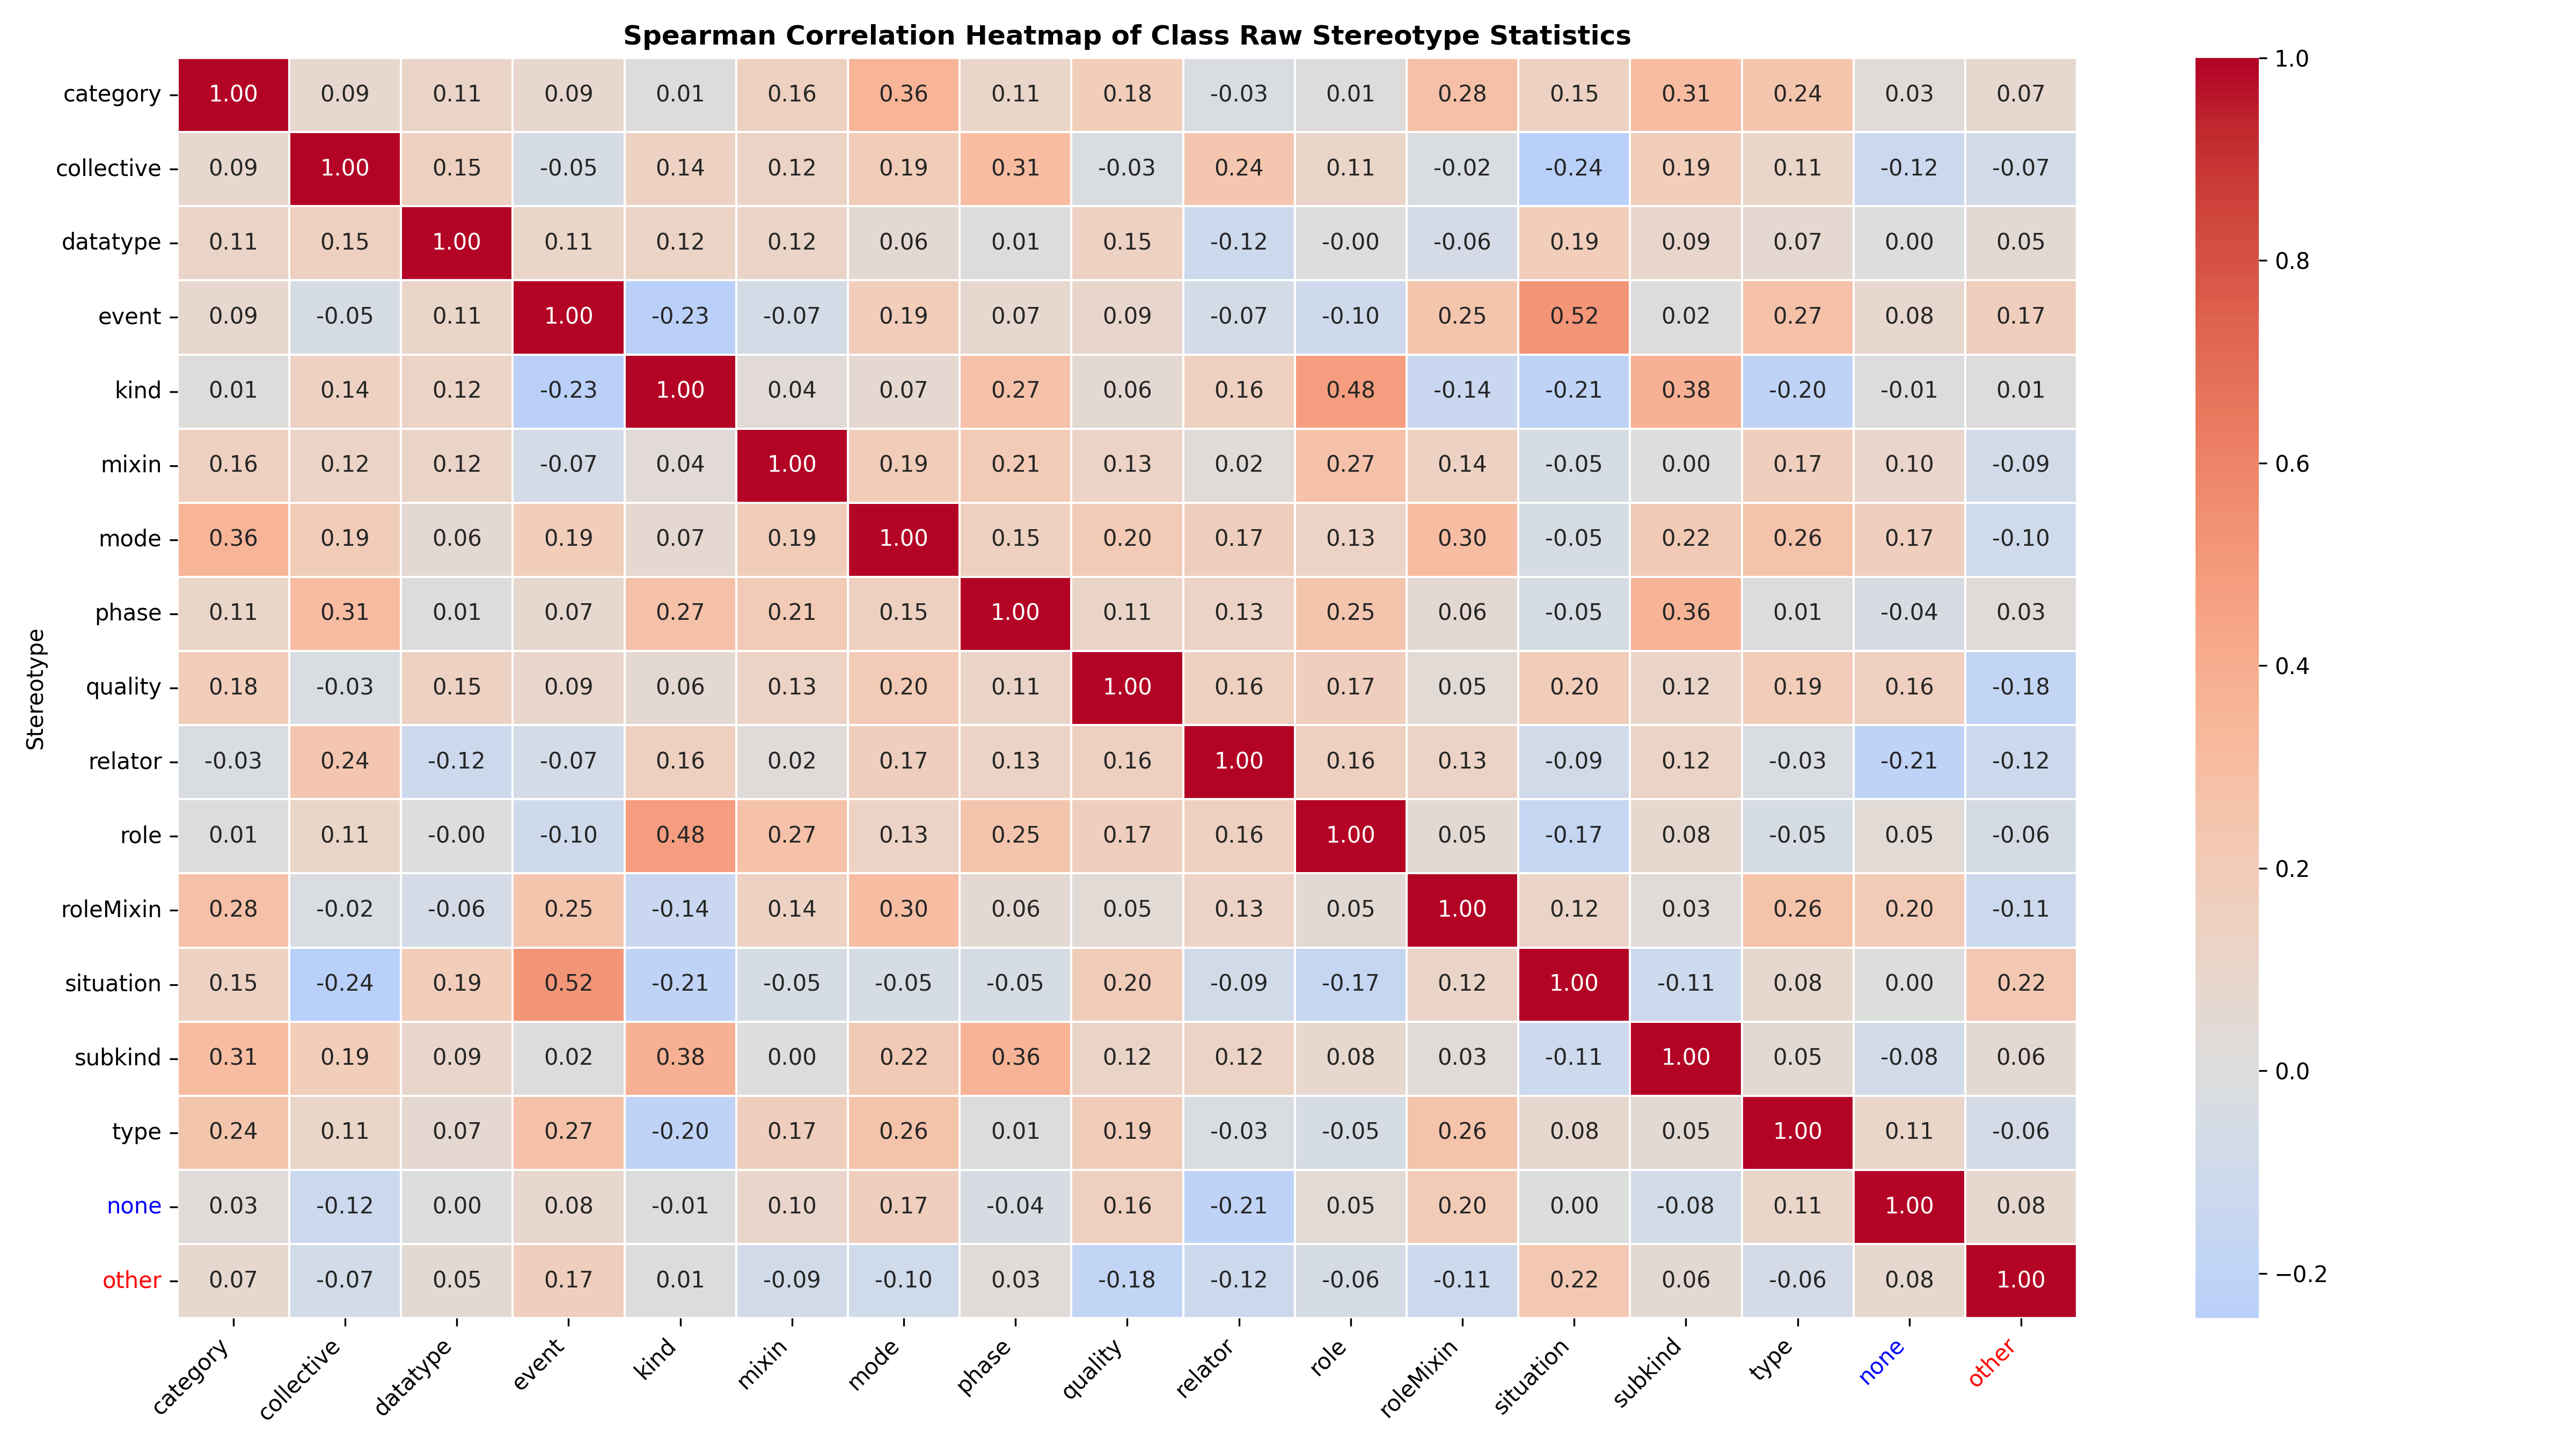 Spearman Correlation Heatmap of Class Raw Stereotype Statistics
category 1.00 0.09 0.11 0.09 0.01 0.16 0.36 0.11 0.18 -0.03 0.01 0.28 0.15 0.31 0.24 0.03 0.07
collective 0.09 1.00 0.15 -0.05 0.14 0.12 0.19 0.31 -0.03 0.24 0.11 -0.02 -0.24 0.19 0.11 -0.12 -0.07
datatype 0.11 0.15 1.00 0.11 0.12 0.12 0.06 0.01 0.15 -0.12 -0.00 -0.06 0.19 0.09 0.07 0.00 0.05
event 0.09 -0.05 0.11 1.00 -0.23 -0.07 0.19 0.07 0.09 -0.07 -0.10 0.25 0.52 0.02 0.27 0.08 0.17
kind 0.01 0.14 0.12 -0.23 1.00 0.04 0.07 0.27 0.06 0.16 0.48 -0.14 -0.21 0.38 -0.20 -0.01 0.01
mixin 0.16 0.12 0.12 -0.07 0.04 1.00 0.19 0.21 0.13 0.02 0.27 0.14 -0.05 0.00 0.17 0.10 -0.09
mode 0.36 0.19 0.06 0.19 0.07 0.19 1.00 0.15 0.20 0.17 0.13 0.30 -0.05 0.22 0.26 0.17 -0.10
phase 0.11 0.31 0.01 0.07 0.27 0.21 0.15 1.00 0.11 0.13 0.25 0.06 -0.05 0.36 0.01 -0.04 0.03
quality 0.18 -0.03 0.15 0.09 0.06 0.13 0.20 0.11 1.00 0.16 0.17 0.05 0.20 0.12 0.19 0.16 -0.18
relator -0.03 0.24 -0.12 -0.07 0.16 0.02 0.17 0.13 0.16 1.00 0.16 0.13 -0.09 0.12 -0.03 -0.21 -0.12
role 0.01 0.11 -0.00 -0.10 0.48 0.27 0.13 0.25 0.17 0.16 1.00 0.05 -0.17 0.08 -0.05 0.05 -0.06
roleMixin 0.28 -0.02 -0.06 0.25 -0.14 0.14 0.30 0.06 0.05 0.13 0.05 1.00 0.12 0.03 0.26 0.20 -0.11
situation 0.15 -0.24 0.19 0.52 -0.21 -0.05 -0.05 -0.05 0.20 -0.09 -0.17 0.12 1.00 -0.11 0.08 0.00 0.22
subkind 0.31 0.19 0.09 0.02 0.38 0.00 0.22 0.36 0.12 0.12 0.08 0.03 -0.11 1.00 0.05 -0.08 0.06
type 0.24 0.11 0.07 0.27 -0.20 0.17 0.26 0.01 0.19 -0.03 -0.05 0.26 0.08 0.05 1.00 0.11 -0.06
none 0.03 -0.12 0.00 0.08 -0.01 0.10 0.17 -0.04 0.16 -0.21 0.05 0.20 0.00 -0.08 0.11 1.00 0.08
other 0.07 -0.07 0.05 0.17 0.01 -0.09 -0.10 0.03 -0.18 -0.12 -0.06 -0.11 0.22 0.06 -0.06 0.08 1.00
category collective datatype event kind mixin mode phase quality relator role roleMixin situation subkind type none other
Stereotype
1.0
0.8
0.6
0.4
0.2
0.0
−0.2